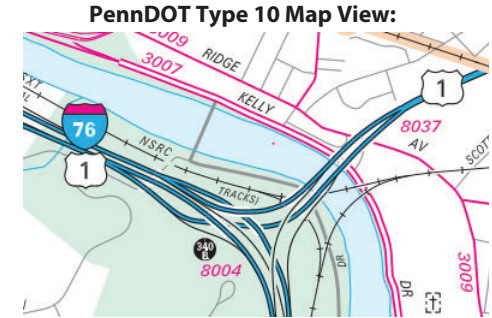 PennDOT Type 10 Map View:
3009
3007
RIDGE
KELLY
1
8037
AV
SCOTT
EXT
76
NSRC
1
TRACKS)
340
B
8004
DR
DR
3009